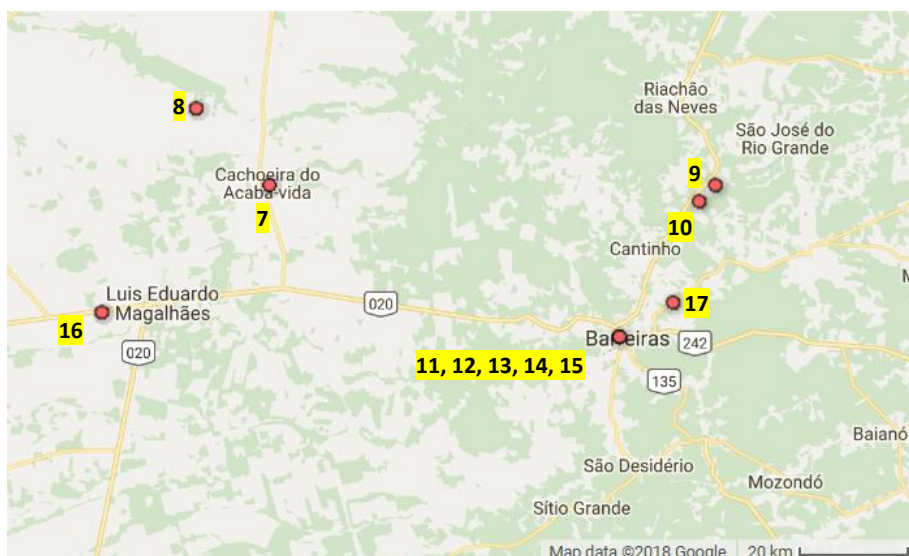 Riachão
das Neves
8
São José do
Rio Grande
9
Cachoeira do
Acaba-vida
7
10
Cantinho
Luis Eduardo
Magalhães
020
17
16
Barreiras
242
020
11, 12, 13, 14, 15
135
Baianó
São Desidério
Mozondó
Sítio Grande
Map data ©2018 Google
20 km